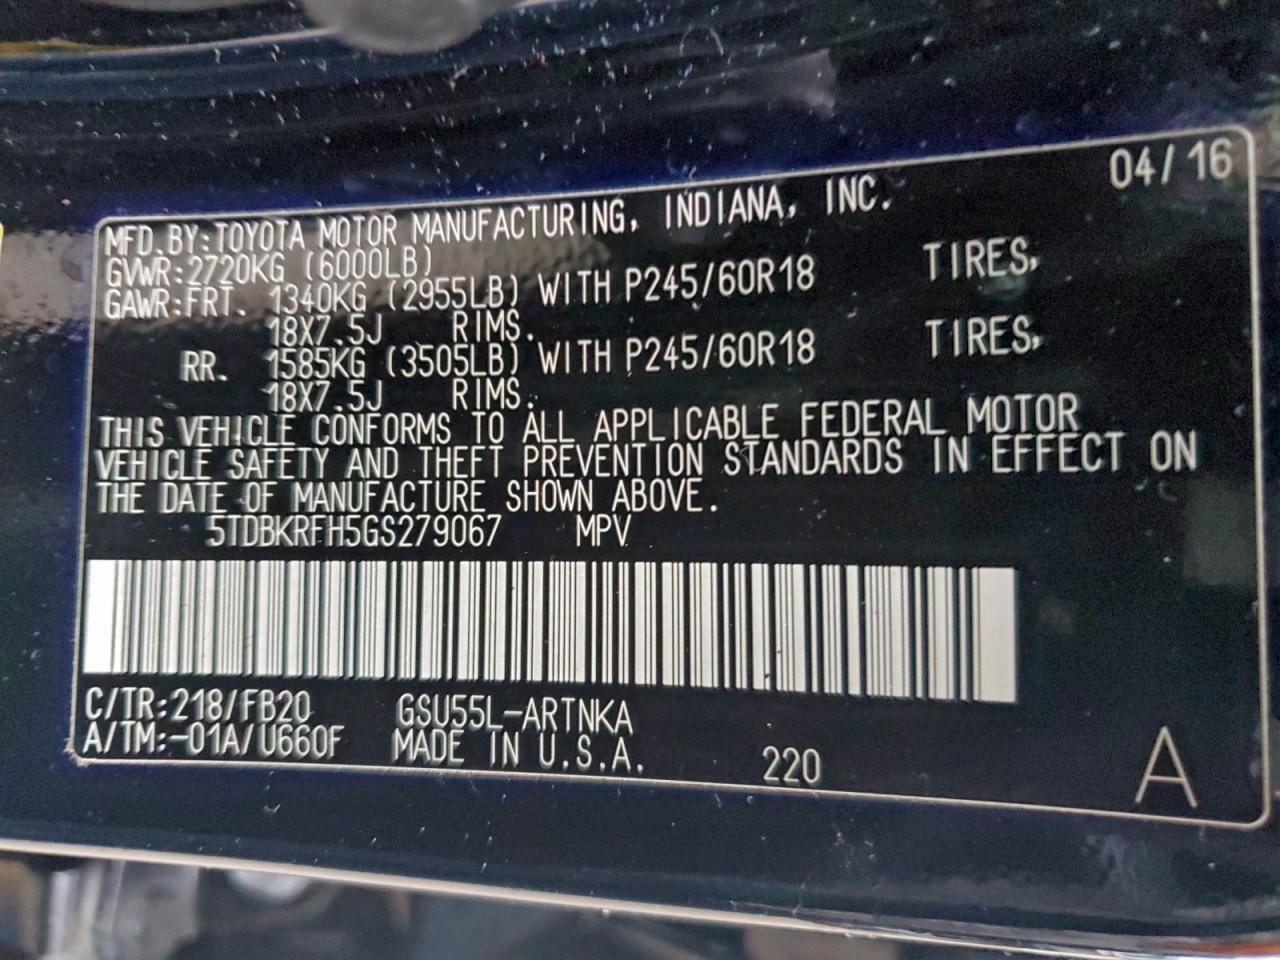 04/16
MFD.BY:TOYOTA MOTOR MANUFACTURING, INDIANA, INC.
GVWR:2720KG (6000LB)
GAWR:FRT. 1340KG (2955LB) WITH P245/60R18 TIRES,
18X7.5J RIMS.
RR. 1585KG (3505LB) WITH P245/60R18 TIRES,
18X7.5J RIMS.
THIS VEHICLE CONFORMS TO ALL APPLICABLE FEDERAL MOTOR
VEHICLE SAFETY AND THEFT PREVENTION STANDARDS IN EFFECT ON
THE DATE OF MANUFACTURE SHOWN ABOVE.
5TDBKRFH5GS279067 MPV
C/TR:218/FB20 GSU55L-ARTNKA
A/TM:-01A/U660F MADE IN U.S.A. 220 A